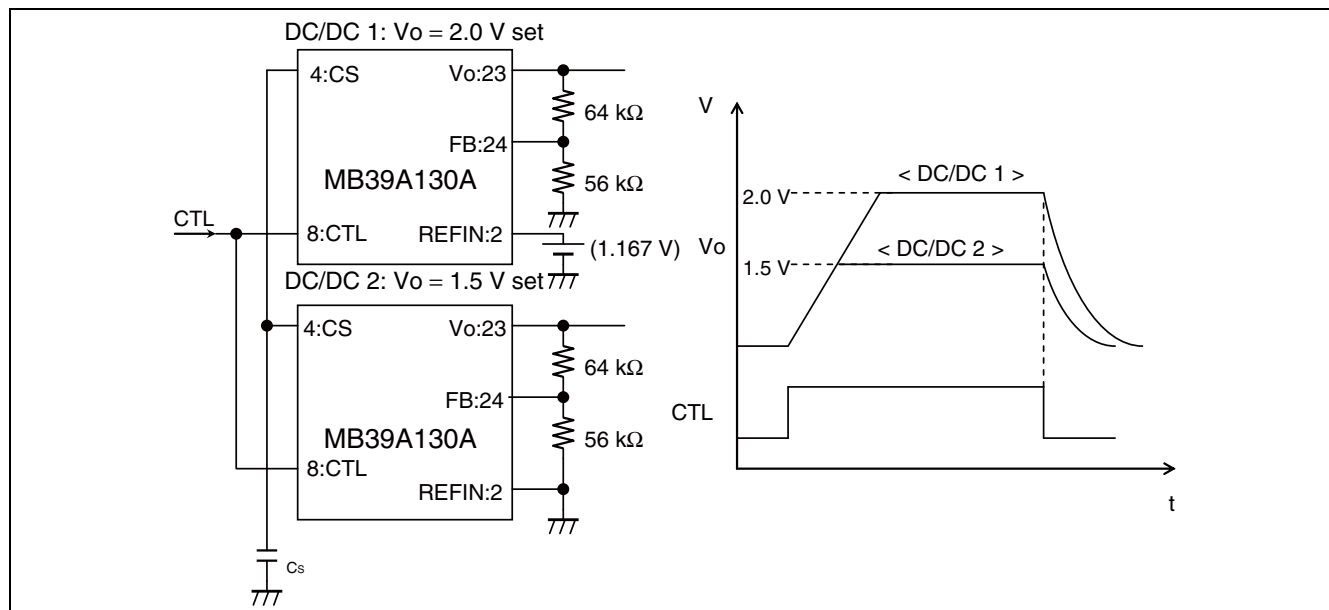 DC/DC 1: Vo = 2.0 V set
4:CS
Vo:23
64 kΩ
FB:24
MB39A130A
56 kΩ
CTL
8:CTL
REFIN:2
(1.167 V)
DC/DC 2: Vo = 1.5 V set
4:CS
Vo:23
64 kΩ
FB:24
MB39A130A
56 kΩ
8:CTL
REFIN:2
Cs
V
< DC/DC 1 >
2.0 V
Vo
< DC/DC 2 >
1.5 V
CTL
t